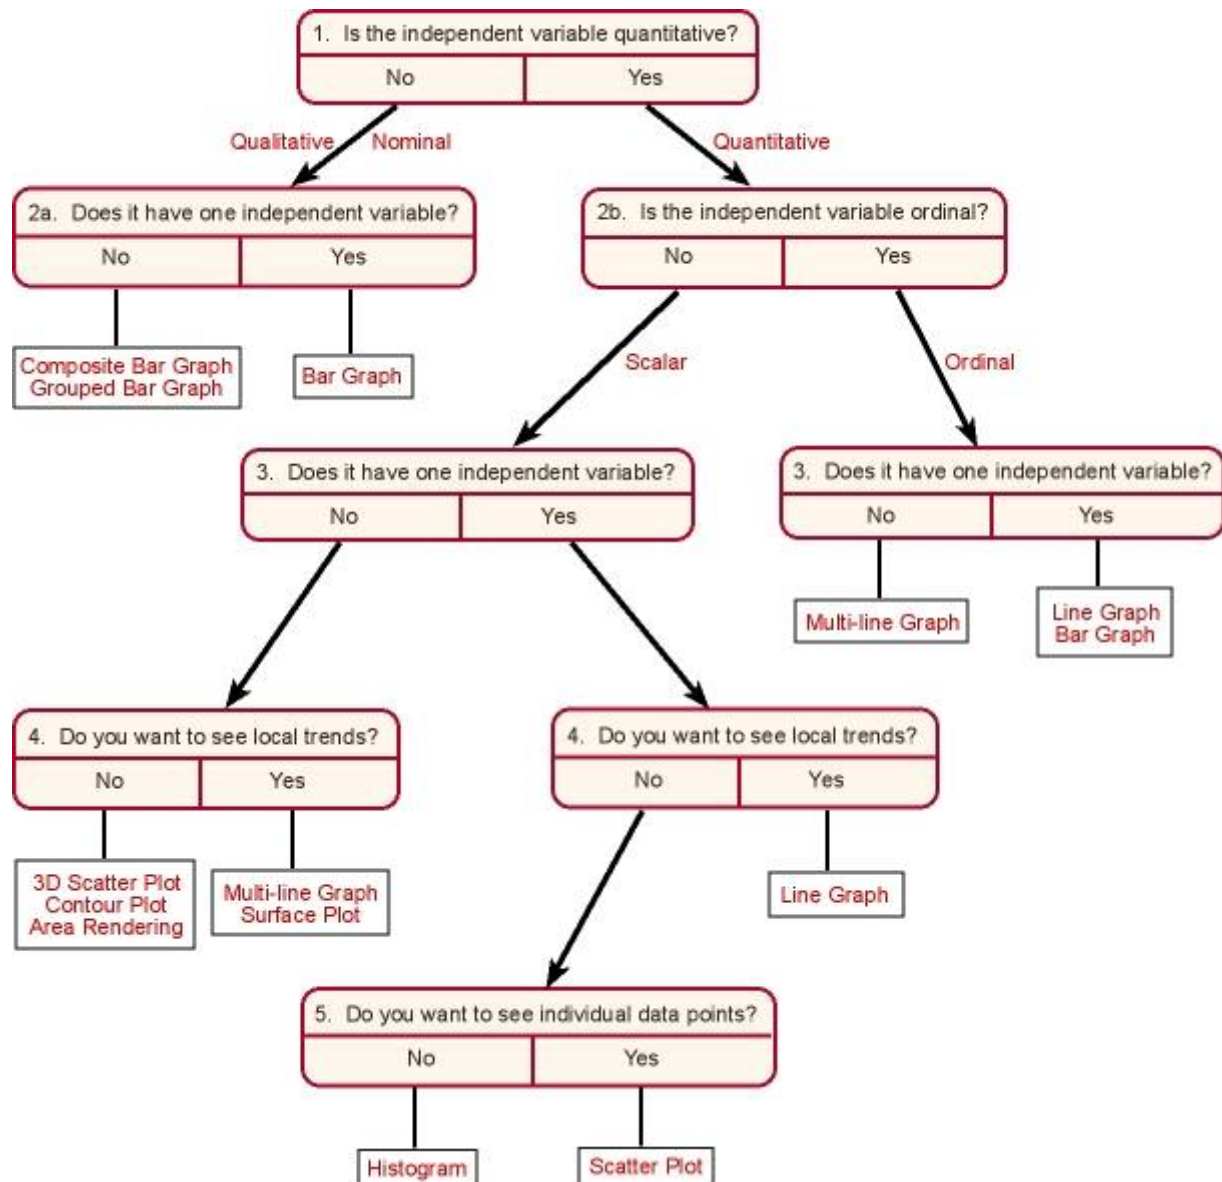 1. Is the independent variable quantitative?
No
Yes
Qualitative
Nominal
Quantitative
2a. Does it have one independent variable?
No
Yes
2b. Is the independent variable ordinal?
No
Yes
Composite Bar Graph
Grouped Bar Graph
Bar Graph
Scalar
Ordinal
3. Does it have one independent variable?
No
Yes
3. Does it have one independent variable?
No
Yes
Multi-line Graph
Line Graph
Bar Graph
4. Do you want to see local trends?
No
Yes
4. Do you want to see local trends?
No
Yes
3D Scatter Plot
Contour Plot
Area Rendering
Multi-line Graph
Surface Plot
Line Graph
5. Do you want to see individual data points?
No
Yes
Histogram
Scatter Plot